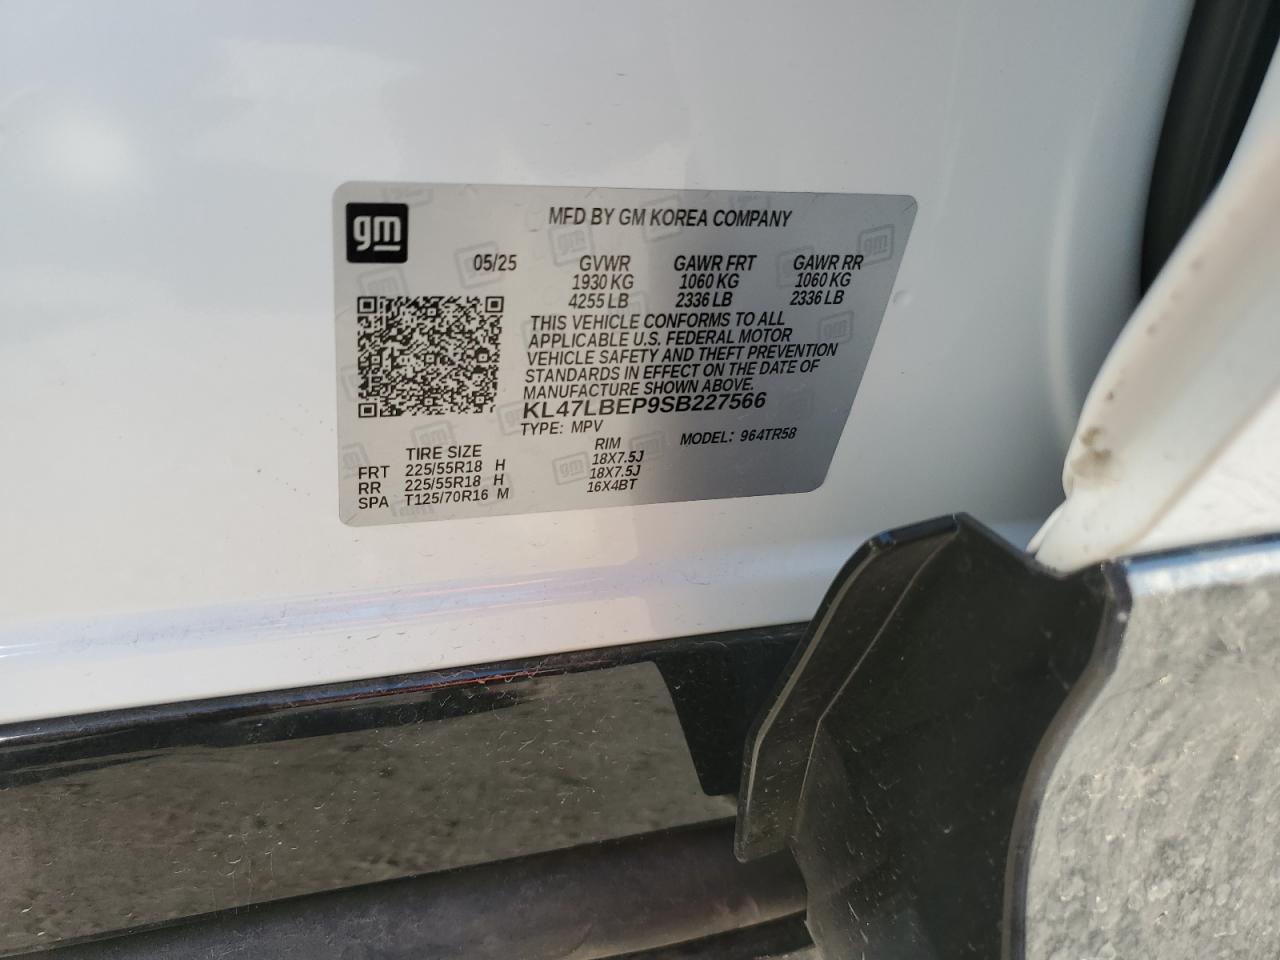 gm
MFD BY GM KOREA COMPANY
05/25 GVWR GAWR FRT GAWR RR
1930 KG 1060 KG 1060 KG
4255 LB 2336 LB 2336 LB
THIS VEHICLE CONFORMS TO ALL
APPLICABLE U.S. FEDERAL MOTOR
VEHICLE SAFETY AND THEFT PREVENTION
STANDARDS IN EFFECT ON THE DATE OF
MANUFACTURE SHOWN ABOVE.
KL47LBEP9SB227566
TYPE: MPV MODEL: 964TR58
TIRE SIZE RIM
FRT 225/55R18 H 18X7.5J
RR 225/55R18 H 18X7.5J
SPA T125/70R16 M 16X4BT